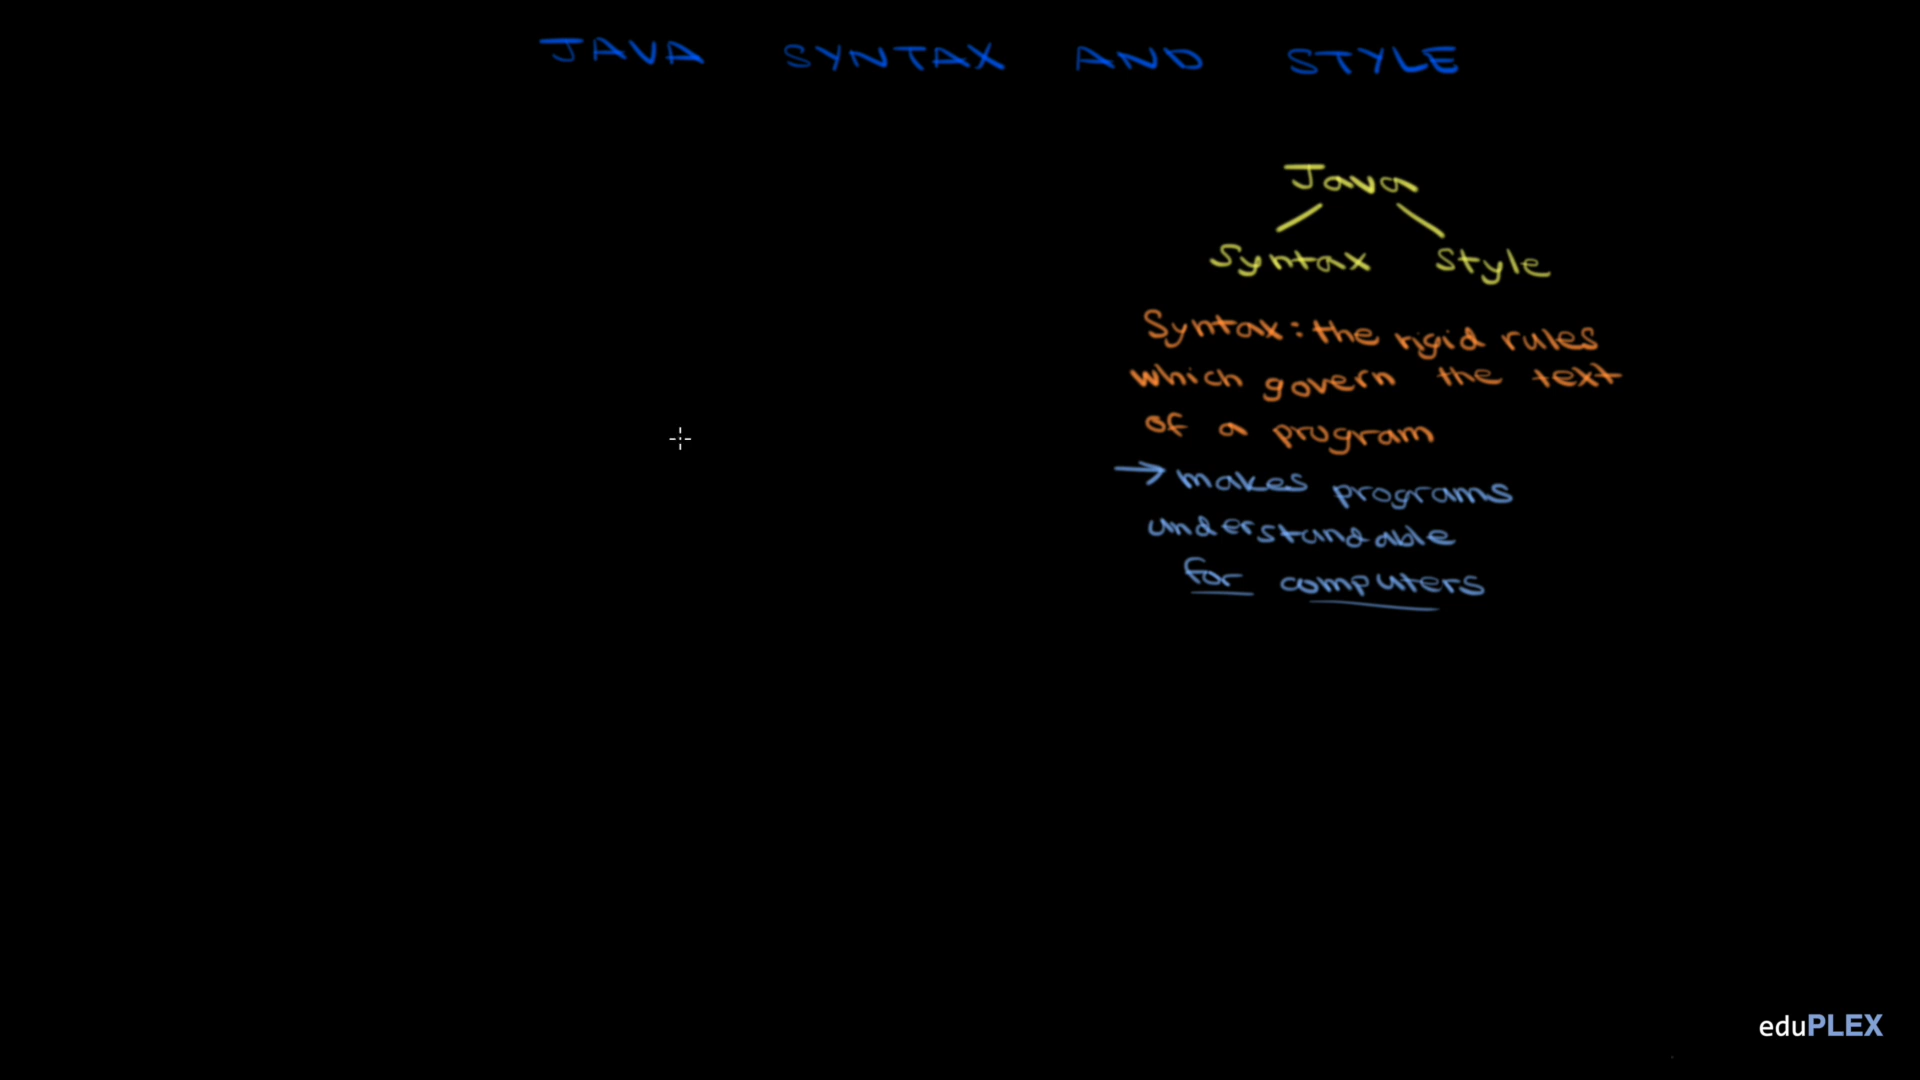 JAVA SYNTAX AND STYLE
Java
Syntax Style
Syntax: the rigid rules
which govern the text
of a program
→ makes programs
understandable
for computers
eduPLEX